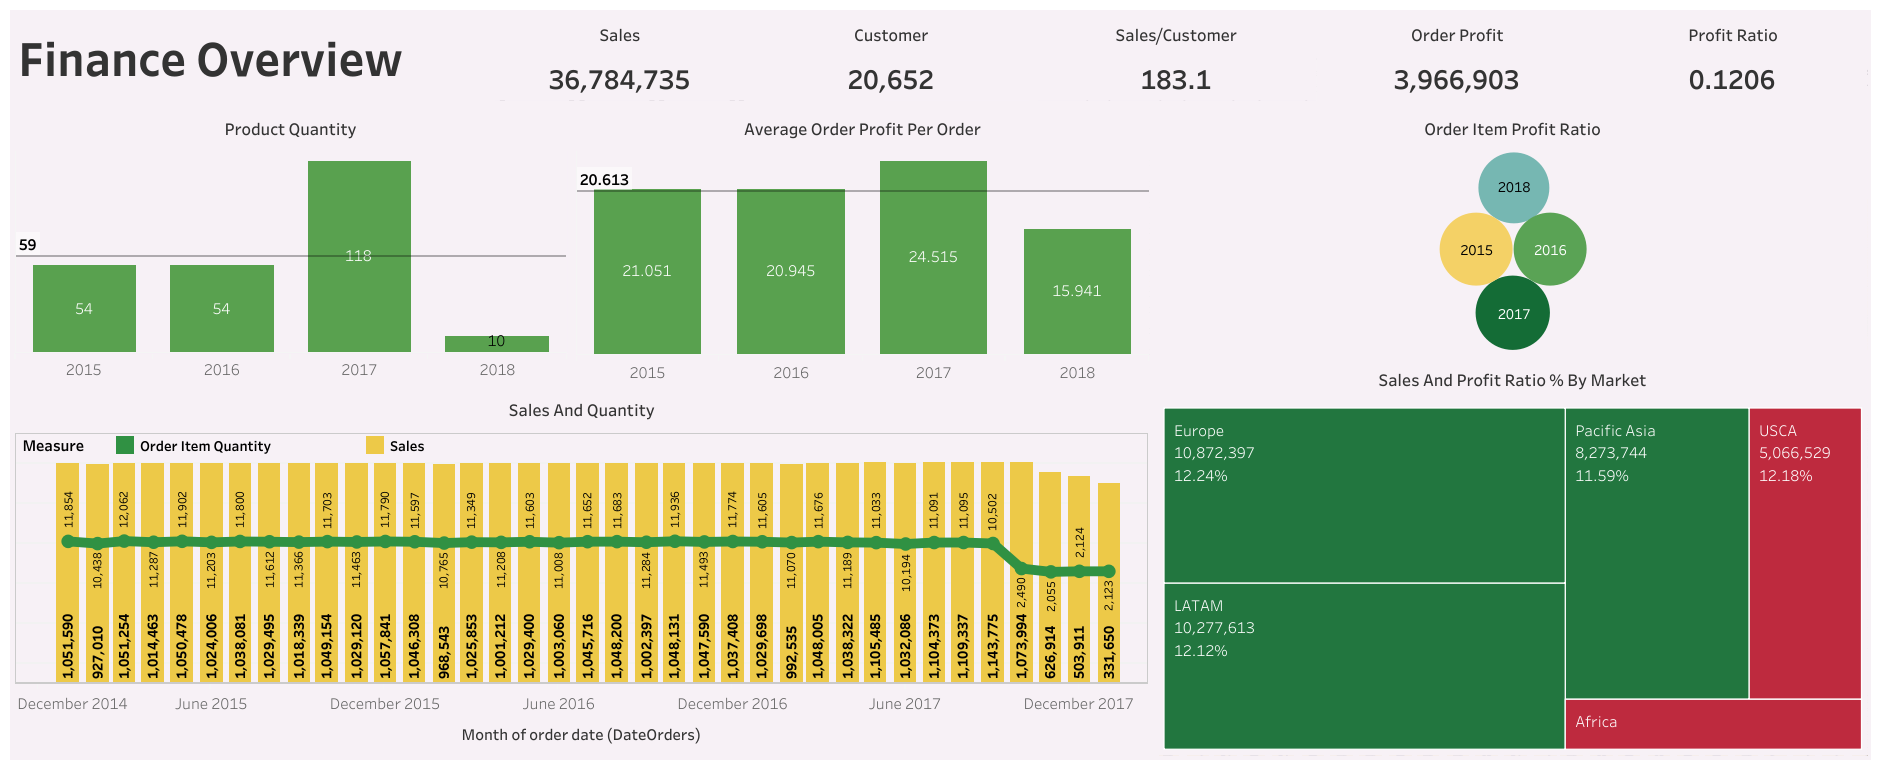 Finance Overview
Sales Customer Sales/Customer Order Profit Profit Ratio
36,784,735 20,652 183.1 3,966,903 0.1206
Product Quantity
59
54 54 118 10
2015 2016 2017 2018
Average Order Profit Per Order
20.613
21.051 20.945 24.515 15.941
2015 2016 2017 2018
Order Item Profit Ratio
2018
2015 2016
2017
Sales And Quantity
Measure Order Item Quantity Sales
11,854 10,438 12,062 11,287 11,902 11,203 11,800 11,612 11,366 11,703 11,463 11,790 11,597 10,765 11,349 11,208 11,603 11,008 11,652 11,683 11,284 11,936 11,493 11,774 11,605 11,070 11,676 11,189 11,033 10,194 11,091 11,095 10,502 2,490 2,055 2,124 2,123
1,051,590 927,010 1,051,254 1,014,463 1,050,478 1,024,006 1,038,081 1,029,495 1,018,339 1,049,154 1,029,120 1,057,841 1,046,308 968,543 1,025,853 1,001,212 1,029,400 1,003,060 1,045,716 1,048,200 1,002,397 1,048,131 1,047,590 1,037,408 1,029,698 992,535 1,048,005 1,038,322 1,105,485 1,032,086 1,104,373 1,109,337 1,143,775 1,073,994 626,914 503,911 331,650
December 2014 June 2015 December 2015 June 2016 December 2016 June 2017 December 2017
Month of order date (DateOrders)
Sales And Profit Ratio % By Market
Europe
10,872,397
12.24%
LATAM
10,277,613
12.12%
Pacific Asia
8,273,744
11.59%
USCA
5,066,529
12.18%
Africa